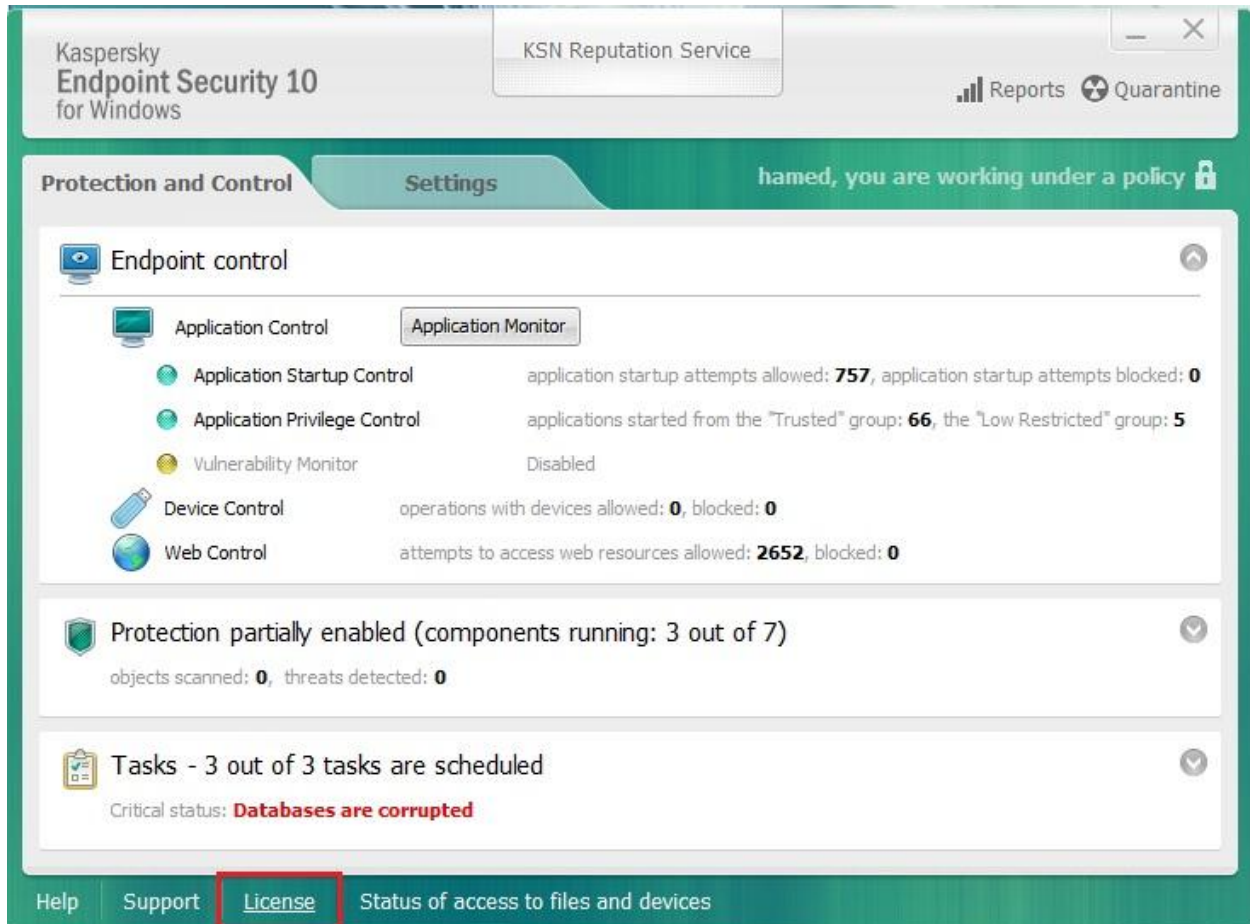 Kaspersky
Endpoint Security 10
for Windows
KSN Reputation Service
Reports Quarantine
Protection and Control
Settings
hamed, you are working under a policy
Endpoint control
Application Control Application Monitor
Application Startup Control application startup attempts allowed: 757, application startup attempts blocked: 0
Application Privilege Control applications started from the "Trusted" group: 66, the "Low Restricted" group: 5
Vulnerability Monitor Disabled
Device Control operations with devices allowed: 0, blocked: 0
Web Control attempts to access web resources allowed: 2652, blocked: 0
Protection partially enabled (components running: 3 out of 7)
objects scanned: 0, threats detected: 0
Tasks - 3 out of 3 tasks are scheduled
Critical status: Databases are corrupted
Help Support License Status of access to files and devices